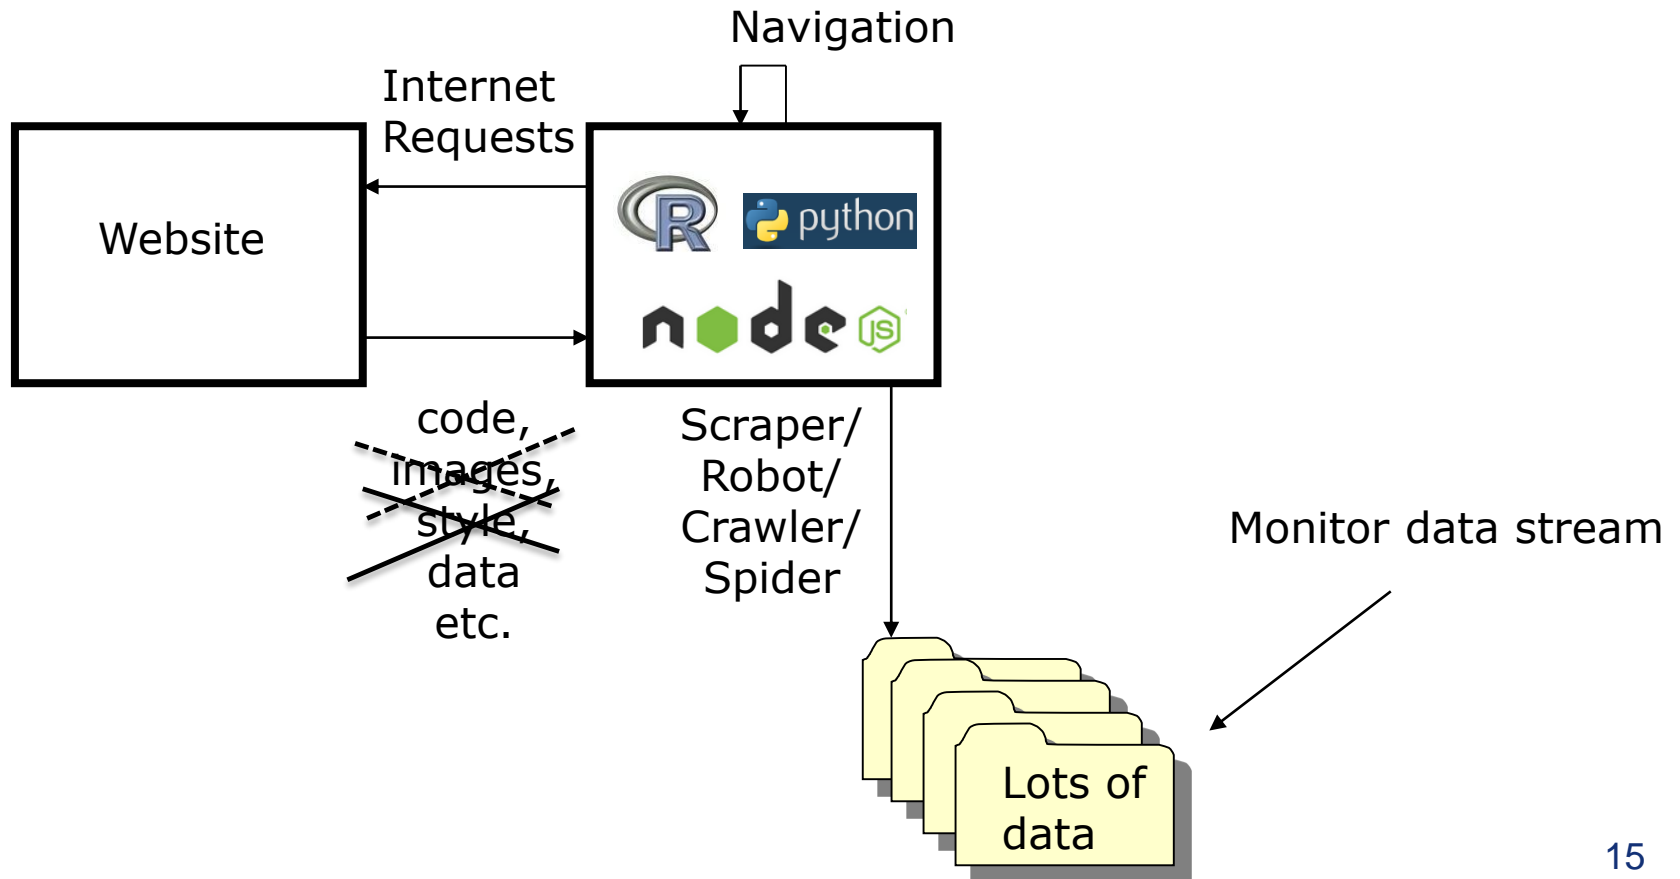 Navigation
Internet
Requests
Website
R
python
node
JS
code,
images,
style,
data
etc.
Scraper/
Robot/
Crawler/
Spider
Monitor data stream
Lots of
data
15